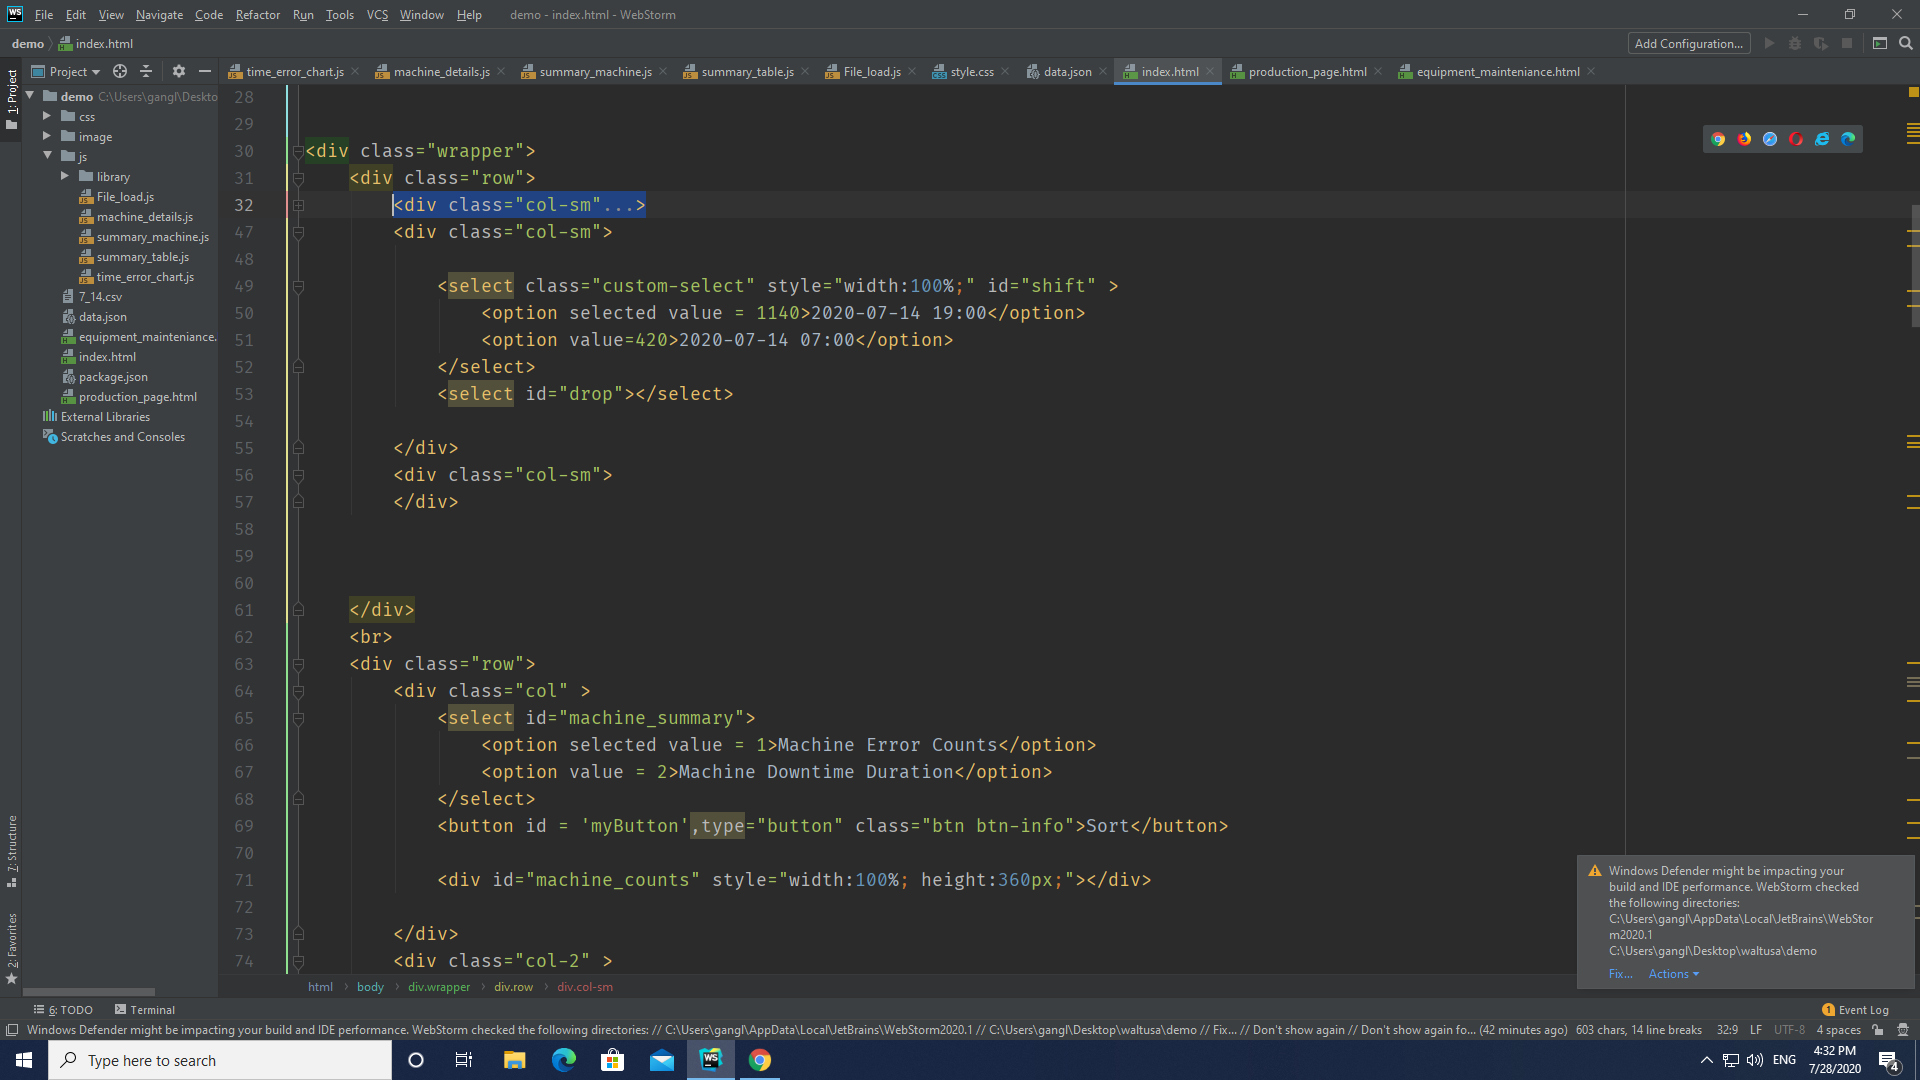 WS File Edit View Navigate Code Refactor Run Tools VCS Window Help demo - index.html - WebStorm
demo index.html Add Configuration...
1: Project
Project
time_error_chart.js machine_details.js summary_machine.js summary_table.js File_load.js style.css data.json index.html production_page.html equipment_mainteniance.html
demo C:\Users\gangl\Deskto
css
image
js
library
File_load.js
machine_details.js
summary_machine.js
summary_table.js
time_error_chart.js
7_14.csv
data.json
equipment_mainteniance.
index.html
package.json
production_page.html
External Libraries
Scratches and Consoles
7: Structure
2: Favorites
28
29
30 <div class="wrapper">
31 <div class="row">
32 <div class="col-sm"...>
47 <div class="col-sm">
48
49 <select class="custom-select" style="width:100%;" id="shift" >
50 <option selected value = 1140>2020-07-14 19:00</option>
51 <option value=420>2020-07-14 07:00</option>
52 </select>
53 <select id="drop"></select>
54
55 </div>
56 <div class="col-sm">
57 </div>
58
59
60
61 </div>
62 <br>
63 <div class="row">
64 <div class="col" >
65 <select id="machine_summary">
66 <option selected value = 1>Machine Error Counts</option>
67 <option value = 2>Machine Downtime Duration</option>
68 </select>
69 <button id = 'myButton',type="button" class="btn btn-info">Sort</button>
70
71 <div id="machine_counts" style="width:100%; height:360px;"></div>
72
73 </div>
74 <div class="col-2" >
Windows Defender might be impacting your
build and IDE performance. WebStorm checked
the following directories:
C:\Users\gangl\AppData\Local\JetBrains\WebStor
m2020.1
C:\Users\gangl\Desktop\waltusa\demo
Fix... Actions
html body div.wrapper div.row div.col-sm
6: TODO Terminal 1 Event Log
Windows Defender might be impacting your build and IDE performance. WebStorm checked the following directories: // C:\Users\gangl\AppData\Local\JetBrains\WebStorm2020.1 // C:\Users\gangl\Desktop\waltusa\demo // Fix... // Don't show again // Don't show again fo... (42 minutes ago) 603 chars, 14 line breaks 32:9 LF UTF-8 4 spaces
Type here to search WS ENG 4:32 PM
7/28/2020 4